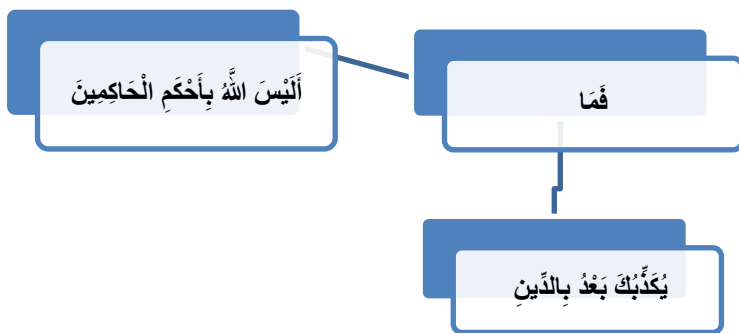 فَمَا
أَلَيْسَ اللَّهُ بِأَحْكَمِ الْحَاكِمِينَ
يُكَذِّبُكَ بَعْدُ بِالدِّينِ